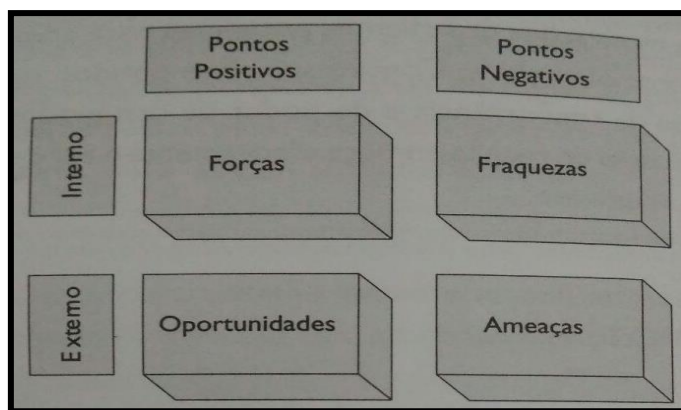 Pontos
Positivos
Pontos
Negativos
Interno
Forças
Fraquezas
Externo
Oportunidades
Ameaças